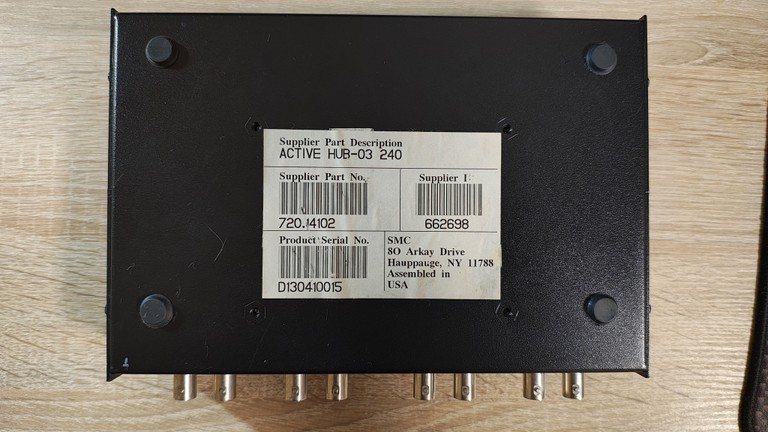 Supplier Part Description
ACTIVE HUB-03 240
Supplier Part No.
720.14102
Supplier I
662698
Product Serial No.
D130410015
SMC
80 Arkay Drive
Hauppauge, NY 11788
Assembled in
USA